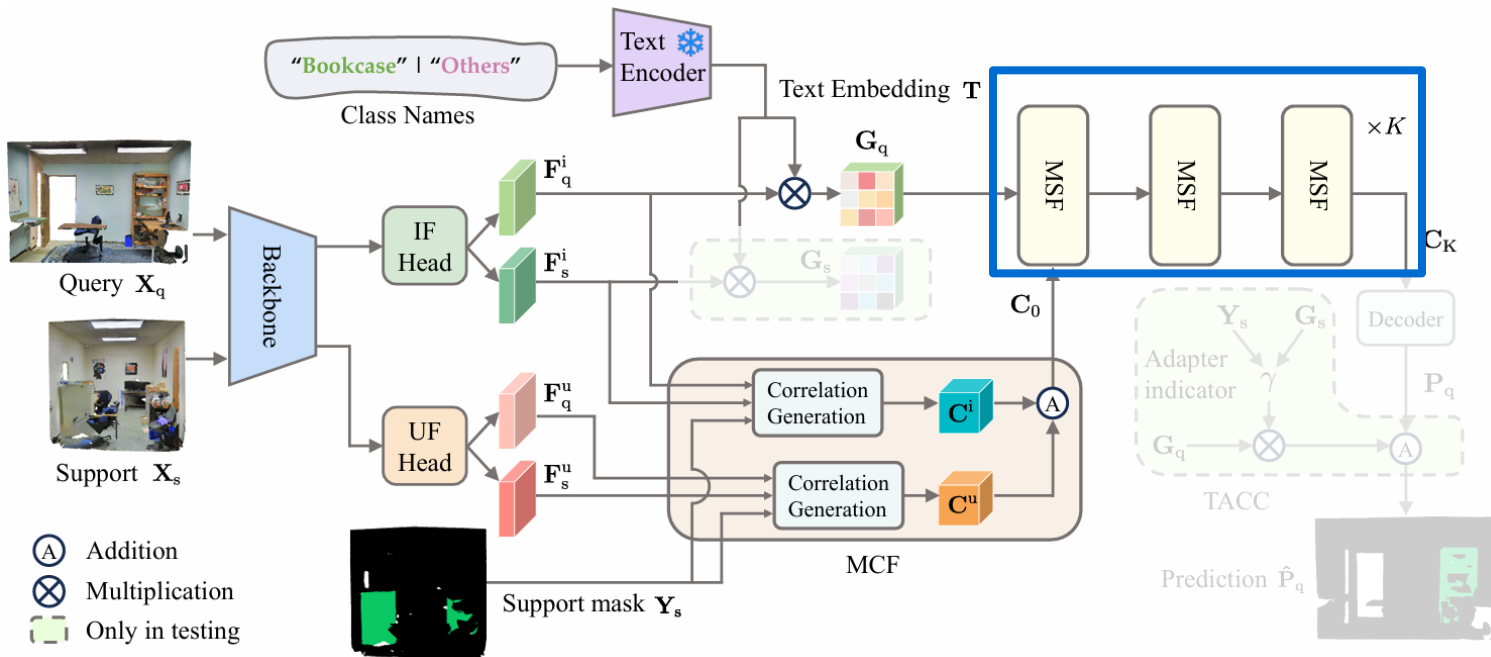 "Bookcase" | "Others"
Class Names
Text
Encoder
Text Embedding T
Query X_q
Support X_s
Backbone
IF
Head
UF
Head
F_q^i
F_s^i
F_q^u
F_s^u
G_q
G_s
MSF
MSF
MSF
×K
C_K
C_0
Correlation
Generation
C^i
A
Correlation
Generation
C^u
MCF
Support mask Y_s
Y_s
G_s
Adapter
indicator
γ
G_q
A
TACC
Decoder
P_q
Prediction P̂_q
A Addition
Multiplication
Only in testing